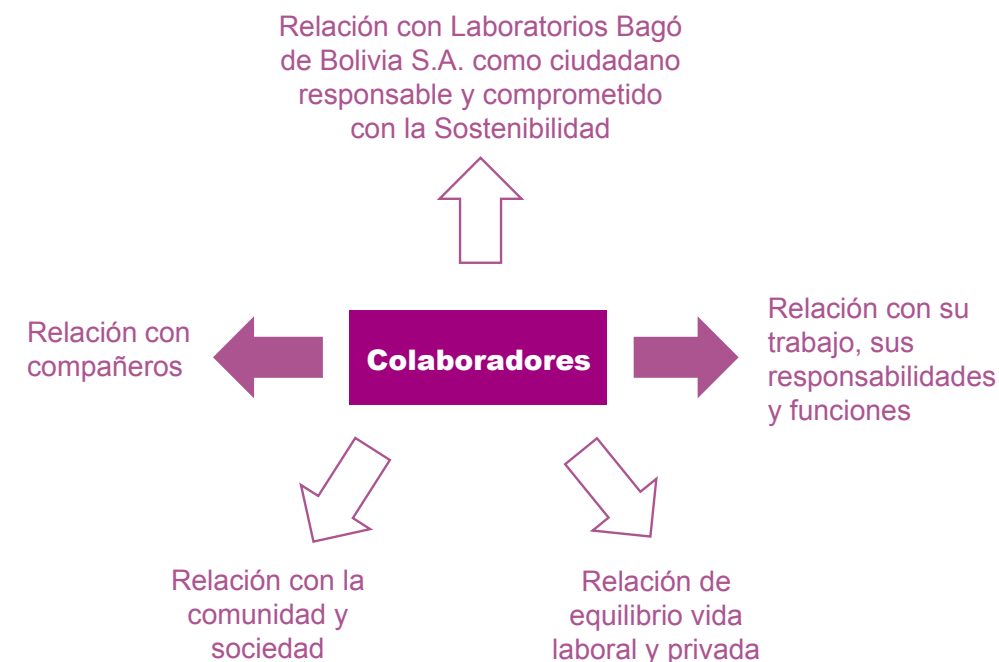 Relación con Laboratorios Bagó
de Bolivia S.A. como ciudadano
responsable y comprometido
con la Sostenibilidad
Relación con
compañeros
Colaboradores
Relación con su
trabajo, sus
responsabilidades
y funciones
Relación con la
comunidad y
sociedad
Relación de
equilibrio vida
laboral y privada